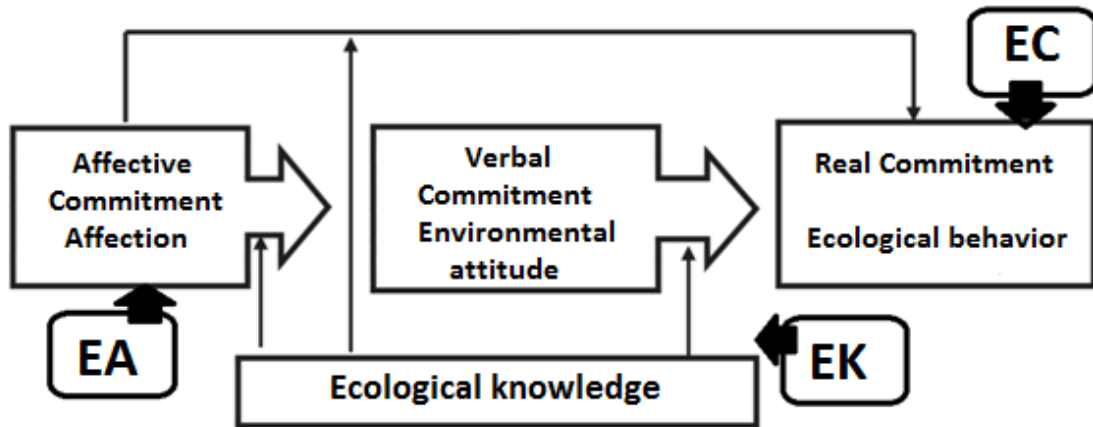 EC
Affective
Commitment
Affection
Verbal
Commitment
Environmental
attitude
Real Commitment
Ecological behavior
EA
Ecological knowledge
EK